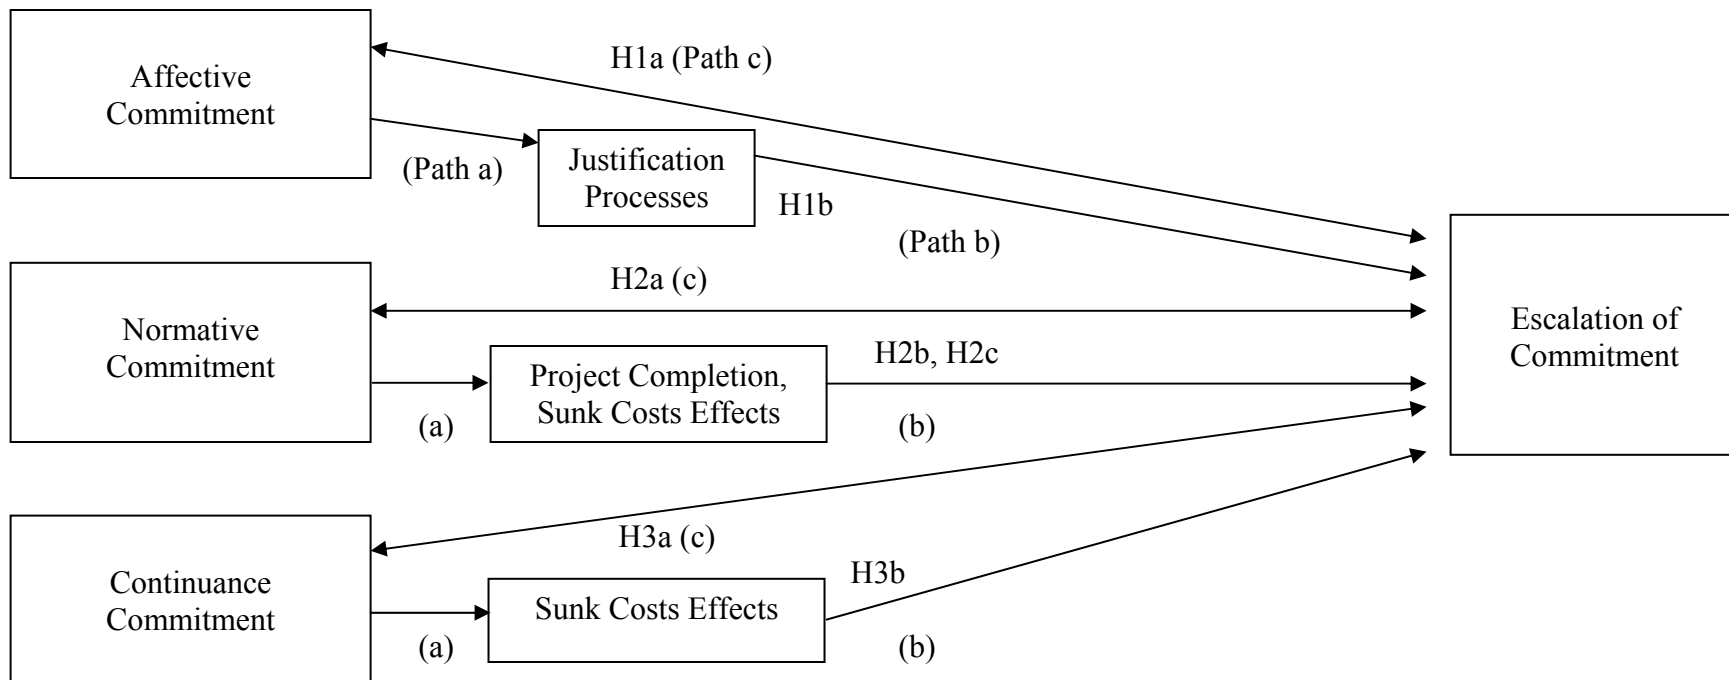 Affective
Commitment
H1a (Path c)
(Path a)
Justification
Processes
H1b
(Path b)
Normative
Commitment
H2a (c)
(a)
Project Completion,
Sunk Costs Effects
H2b, H2c
(b)
Escalation of
Commitment
Continuance
Commitment
H3a (c)
(a)
Sunk Costs Effects
H3b
(b)